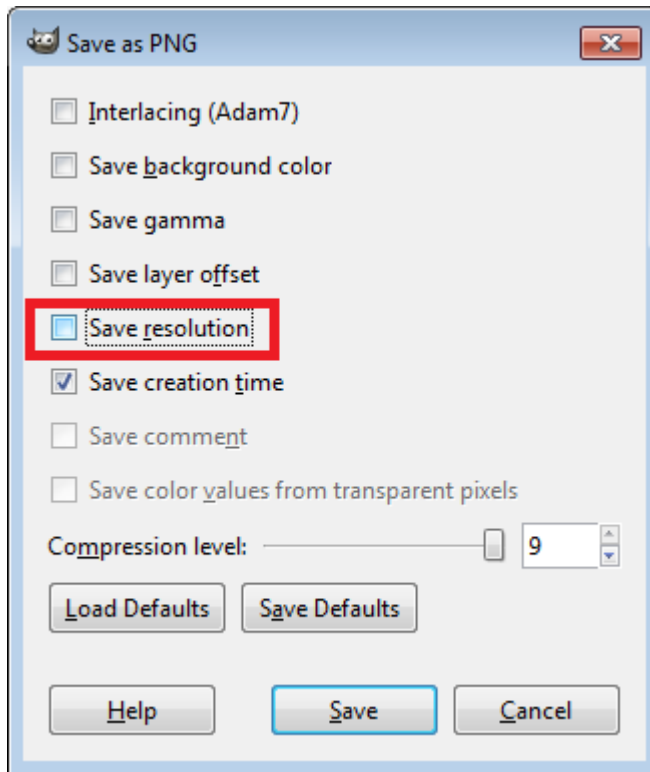 Save as PNG
Interlacing (Adam7)
Save background color
Save gamma
Save layer offset
Save resolution
Save creation time
Save comment
Save color values from transparent pixels
Compression level: 9
Load Defaults Save Defaults
Help Save Cancel